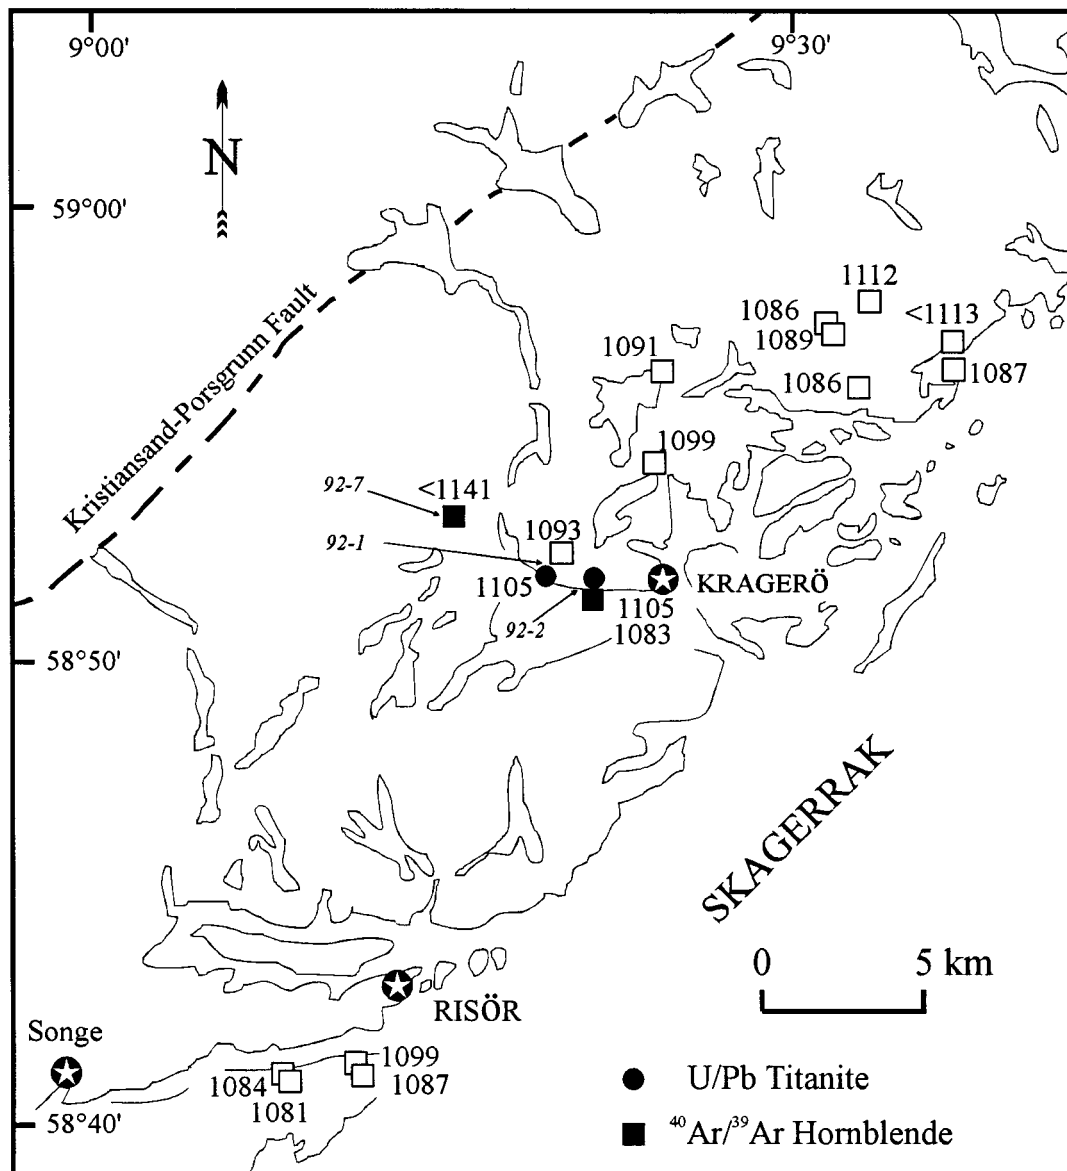 9°00'
9°30'
N
59°00'
1112
1086
<1113
1089
1091
1086
1087
Kristiansand-Porsgrunn Fault
1099
92-7
<1141
92-1
1093
1105
KRAGERÖ
1105
92-2
1083
58°50'
SKAGERRAK
0 5 km
RISÖR
Songe
1099
1084
1087
1081
U/Pb Titanite
58°40'
⁴⁰Ar/³⁹Ar Hornblende